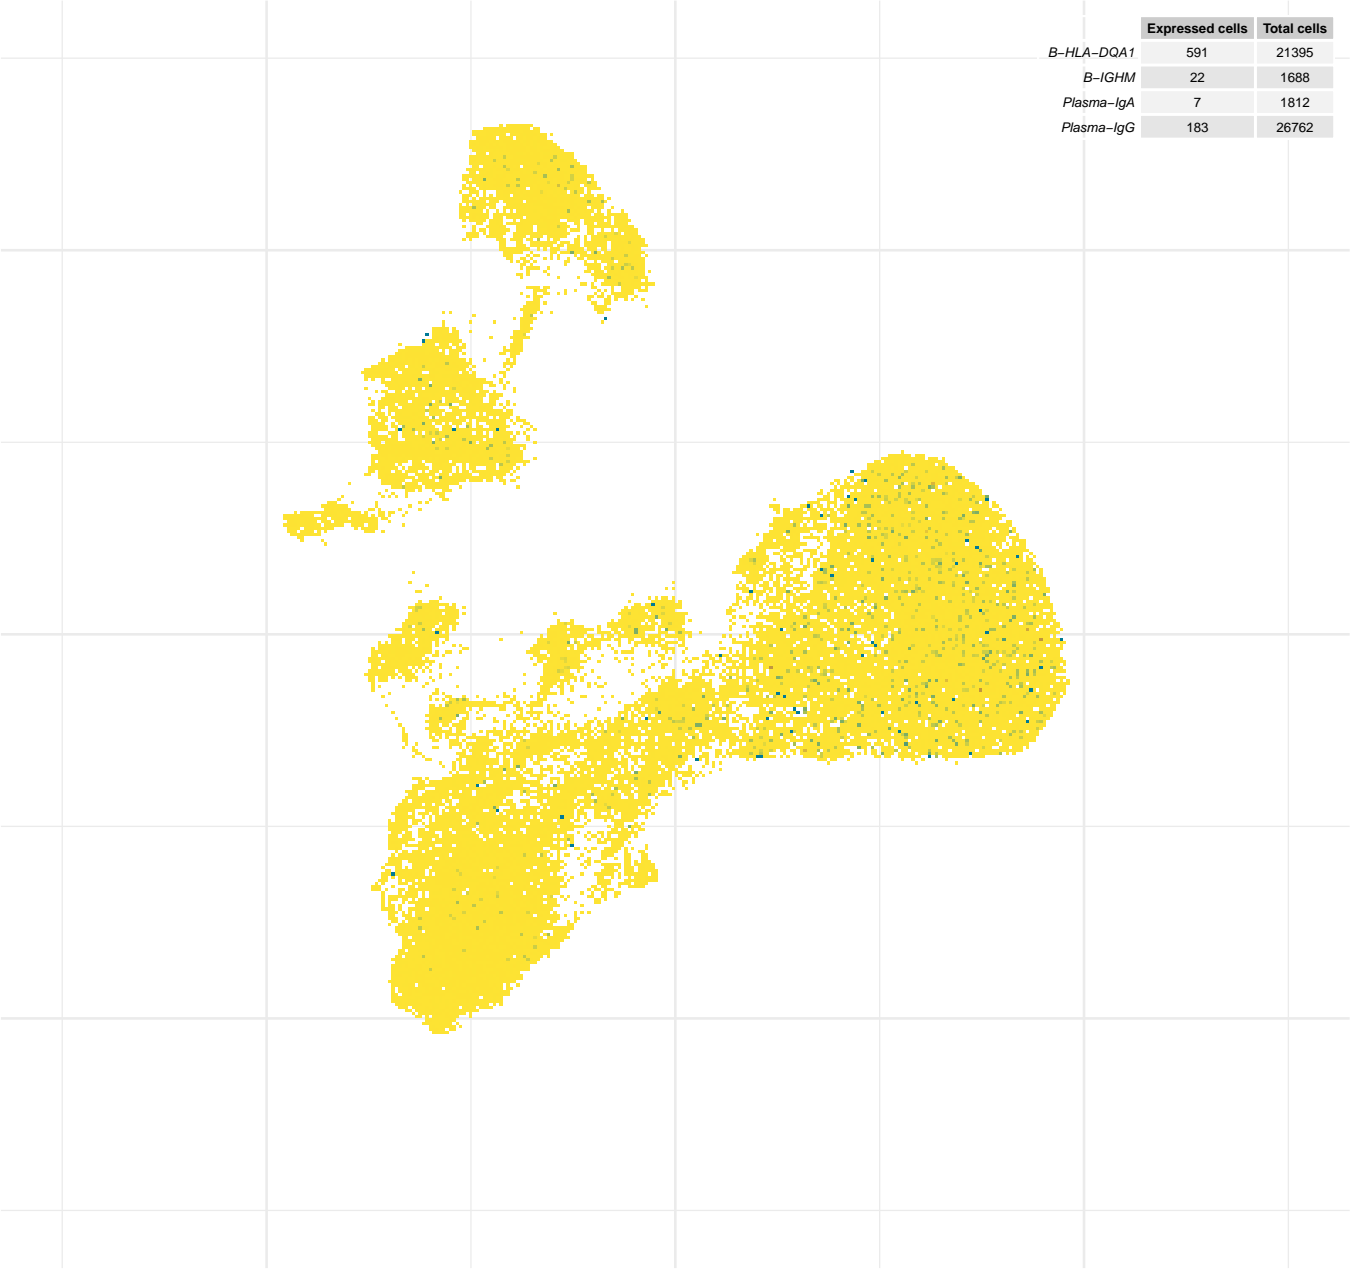 Expressed cells Total cells
B−HLA−DQA1 591 21395
B−IGHM 22 1688
Plasma−IgA 7 1812
Plasma−IgG 183 26762